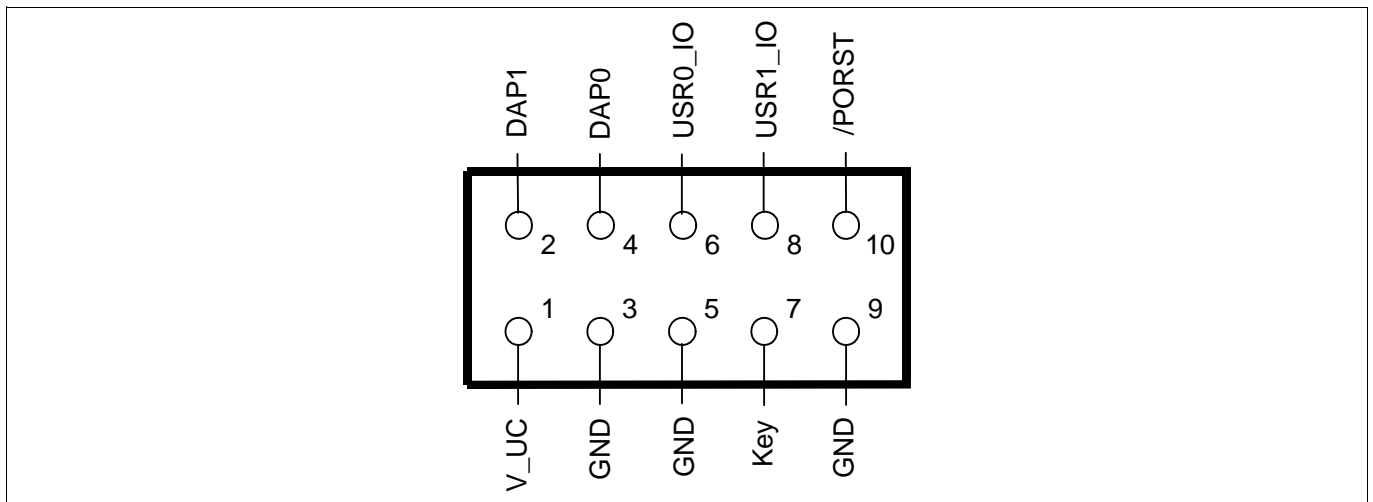 DAP1 DAP0 USR0_IO USR1_IO /PORST
2 4 6 8 10
1 3 5 7 9
V_UC GND GND Key GND